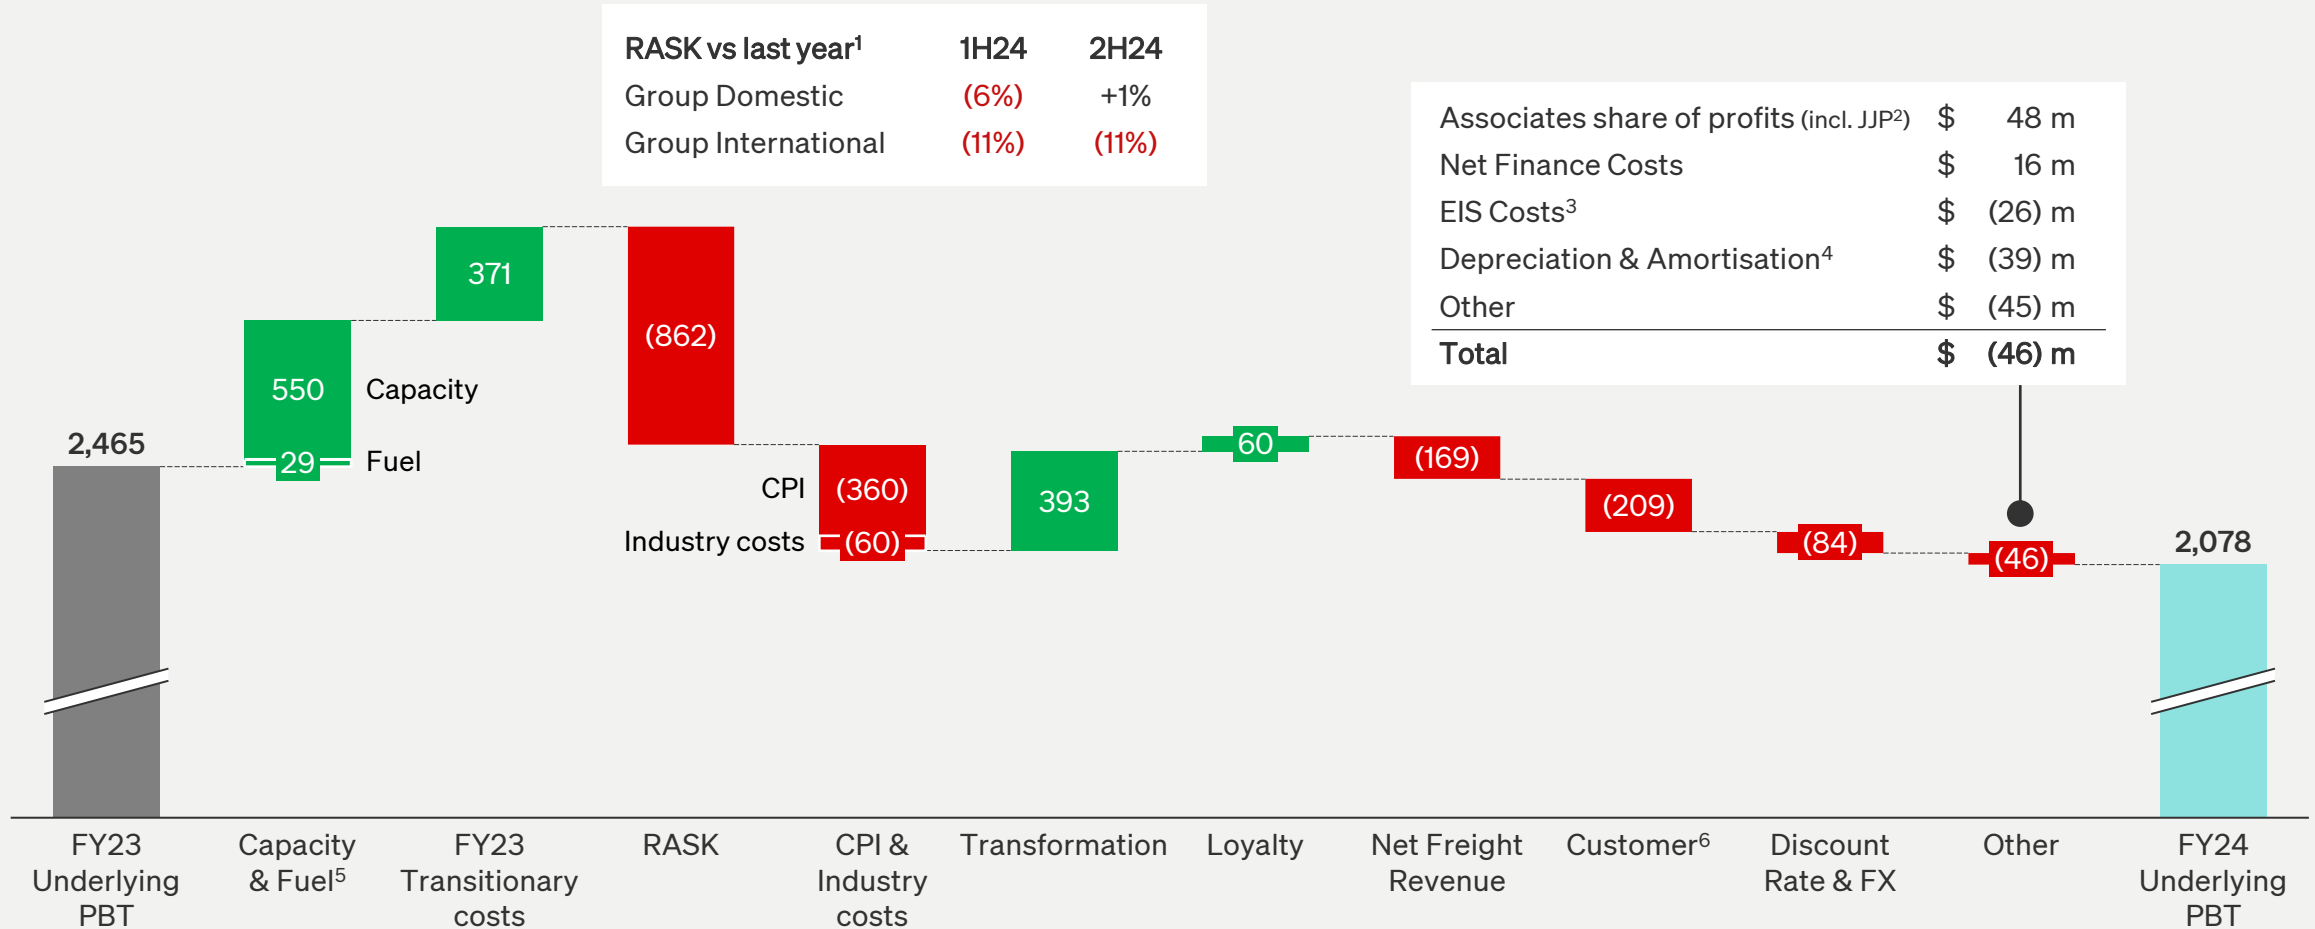 RASK vs last year¹ 1H24 2H24
Group Domestic (6%) +1%
Group International (11%) (11%)
Associates share of profits (incl. JJP²) $ 48 m
Net Finance Costs $ 16 m
EIS Costs³ $ (26) m
Depreciation & Amortisation⁴ $ (39) m
Other $ (45) m
Total $ (46) m
2,465
550
Capacity
29
Fuel
371
(862)
CPI
(360)
Industry costs
(60)
393
60
(169)
(209)
(84)
(46)
2,078
FY23
Underlying
PBT
Capacity
& Fuel⁵
FY23
Transitionary
costs
RASK
CPI &
Industry
costs
Transformation
Loyalty
Net Freight
Revenue
Customer⁶
Discount
Rate & FX
Other
FY24
Underlying
PBT